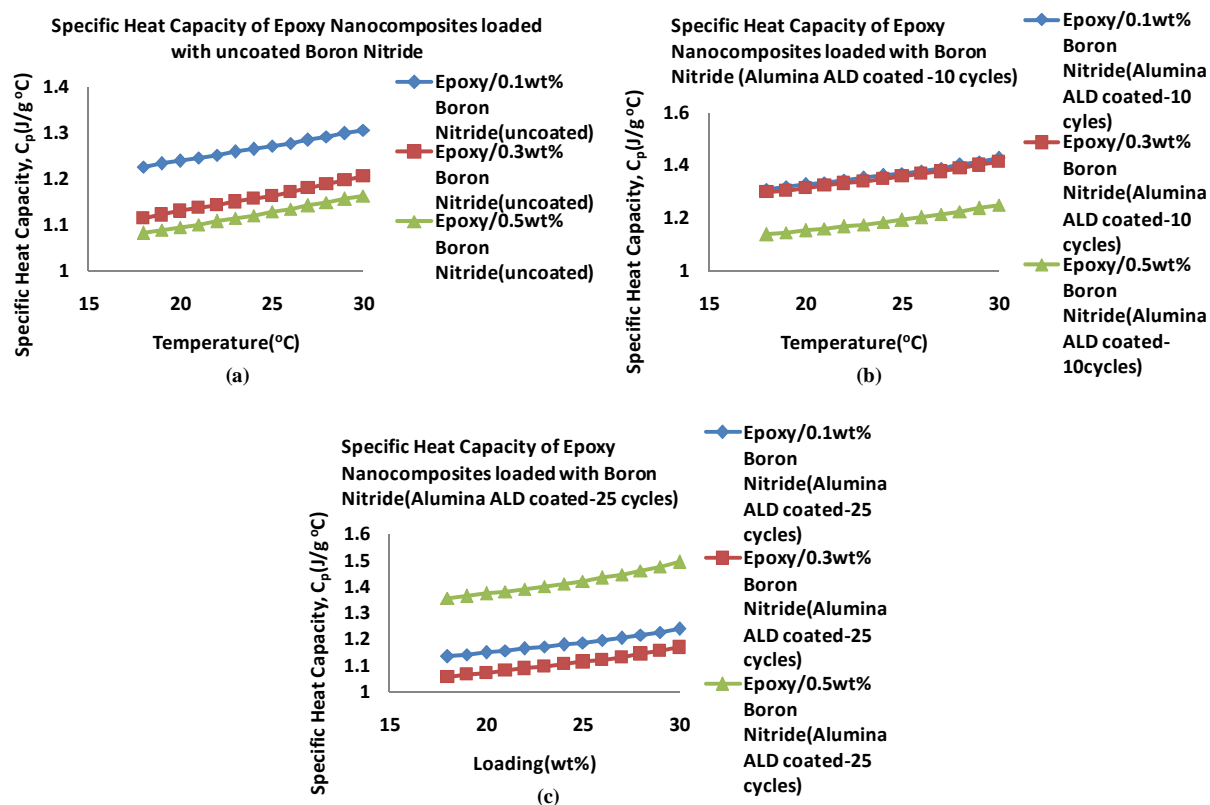 Specific Heat Capacity of Epoxy Nanocomposites loaded
with uncoated Boron Nitride
Specific Heat Capacity, Cp(J/g ºC)
1.4
1.3
1.2
1.1
1
15
20
25
30
Temperature(ºC)
Epoxy/0.1wt%
Boron
Nitride(uncoated)
Epoxy/0.3wt%
Boron
Nitride(uncoated)
Epoxy/0.5wt%
Boron
Nitride(uncoated)
(a)
Specific Heat Capacity of Epoxy
Nanocomposites loaded with Boron
Nitride (Alumina ALD coated -10 cycles)
Specific Heat Capacity, Cp(J/g ºC)
1.6
1.4
1.2
1
15
20
25
30
Temperature(ºC)
Epoxy/0.1wt%
Boron
Nitride(Alumina
ALD coated-10
cyles)
Epoxy/0.3wt%
Boron
Nitride(Alumina
ALD coated-10
cycles)
Epoxy/0.5wt%
Boron
Nitride(Alumina
ALD coated-
10cycles)
(b)
Specific Heat Capacity of Epoxy
Nanocomposites loaded with Boron
Nitride(Alumina ALD coated-25 cycles)
Specific Heat Capacity, Cp(J/g ºC)
1.6
1.5
1.4
1.3
1.2
1.1
1
15
20
25
30
Loading(wt%)
Epoxy/0.1wt%
Boron
Nitride(Alumina
ALD coated-25
cycles)
Epoxy/0.3wt%
Boron
Nitride(Alumina
ALD coated-25
cycles)
Epoxy/0.5wt%
Boron
Nitride(Alumina
ALD coated-25
cycles)
(c)